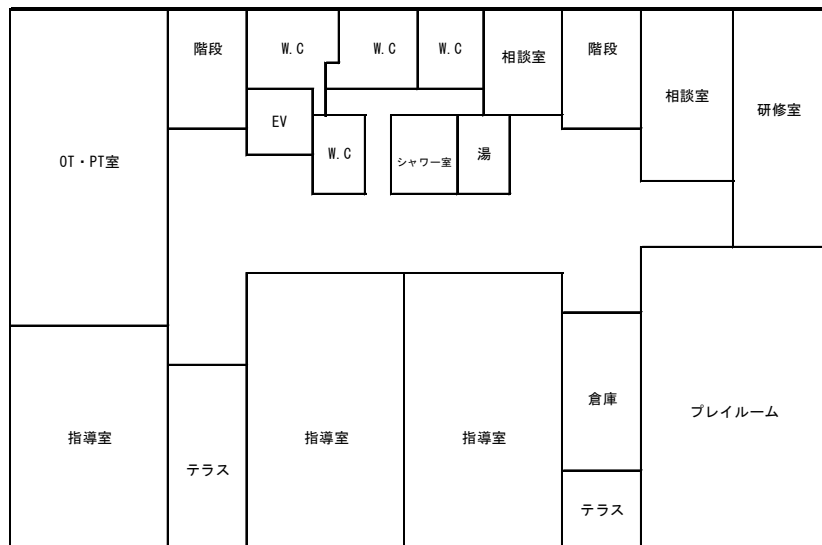 階段
W.C
W.C
W.C
相談室
階段
相談室
研修室
EV
W.C
シャワー室
湯
OT・PT室
指導室
テラス
指導室
指導室
倉庫
テラス
プレイルーム